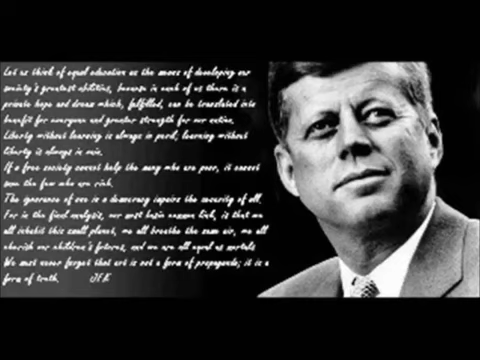 Let us think of equal education as the means of developing our
society's greatest abilities, because in each of us there is a
private hope and dream which, fulfilled, can be translated into
benefit for everyone and greater strength for our nation.
Liberty without learning is always in peril, learning without
liberty is always in vain.
If a free society cannot help the many who are poor, it cannot
save the few who are rich.
The ignorance of one in a democracy impairs the security of all.
For in the final analysis, our most basic common link, is that we
all inhabit this small planet, we all breathe the same air, we all
cherish our children's futures, and we are all equal as mortals
We must never forget that art is not a form of propaganda; it is a
form of truth. JFK